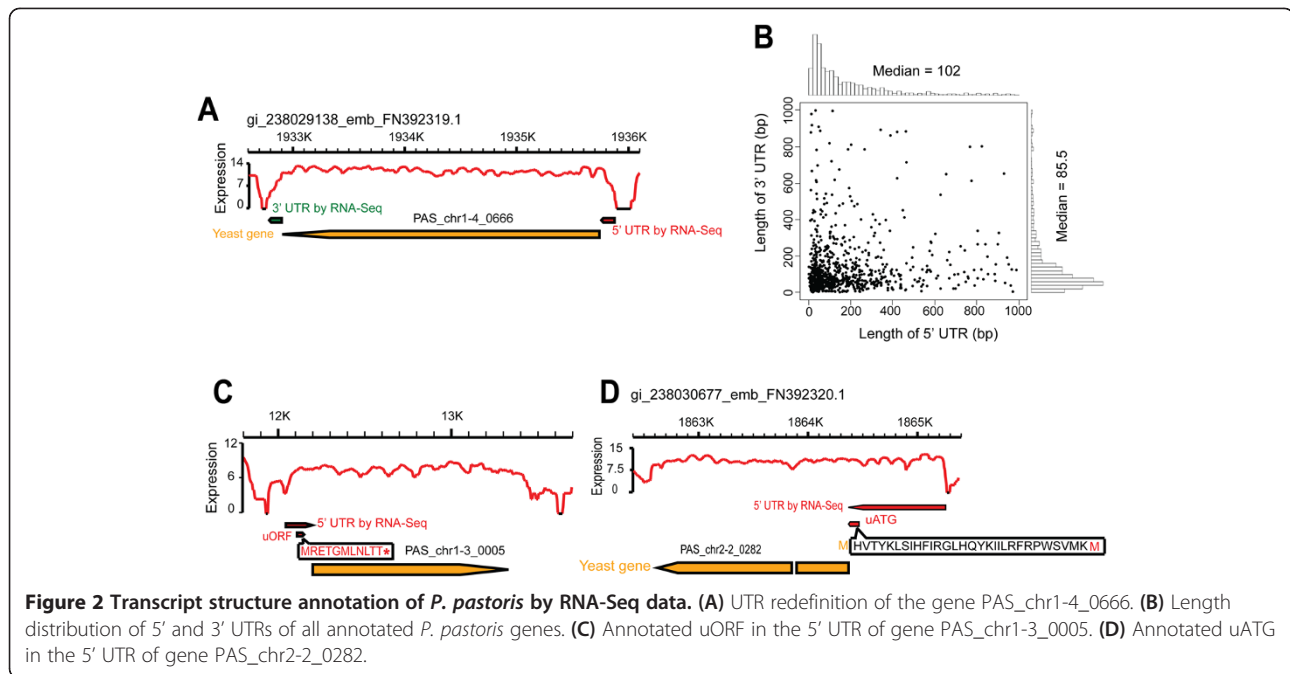 A
gi_238029138_emb_FN392319.1
1933K 1934K 1935K 1936K
Expression
14
7
0
3' UTR by RNA-Seq
PAS_chr1-4_0666
5' UTR by RNA-Seq
Yeast gene
B
Median = 102
Length of 3' UTR (bp)
1000
800
600
400
200
0
Median = 85.5
0 200 400 600 800 1000
Length of 5' UTR (bp)
C
12K 13K
Expression
12
6
0
5' UTR by RNA-Seq
uORF
MRETGMLNLTT*
PAS_chr1-3_0005
D
gi_238030677_emb_FN392320.1
1863K 1864K 1865K
Expression
15
7.5
0
5' UTR by RNA-Seq
uATG
M HVTYKLSIHFIRGLHQYKIILRFRPWSVMK M
PAS_chr2-2_0282
Yeast gene
Figure 2 Transcript structure annotation of P. pastoris by RNA-Seq data. (A) UTR redefinition of the gene PAS_chr1-4_0666. (B) Length
distribution of 5' and 3' UTRs of all annotated P. pastoris genes. (C) Annotated uORF in the 5' UTR of gene PAS_chr1-3_0005. (D) Annotated uATG
in the 5' UTR of gene PAS_chr2-2_0282.